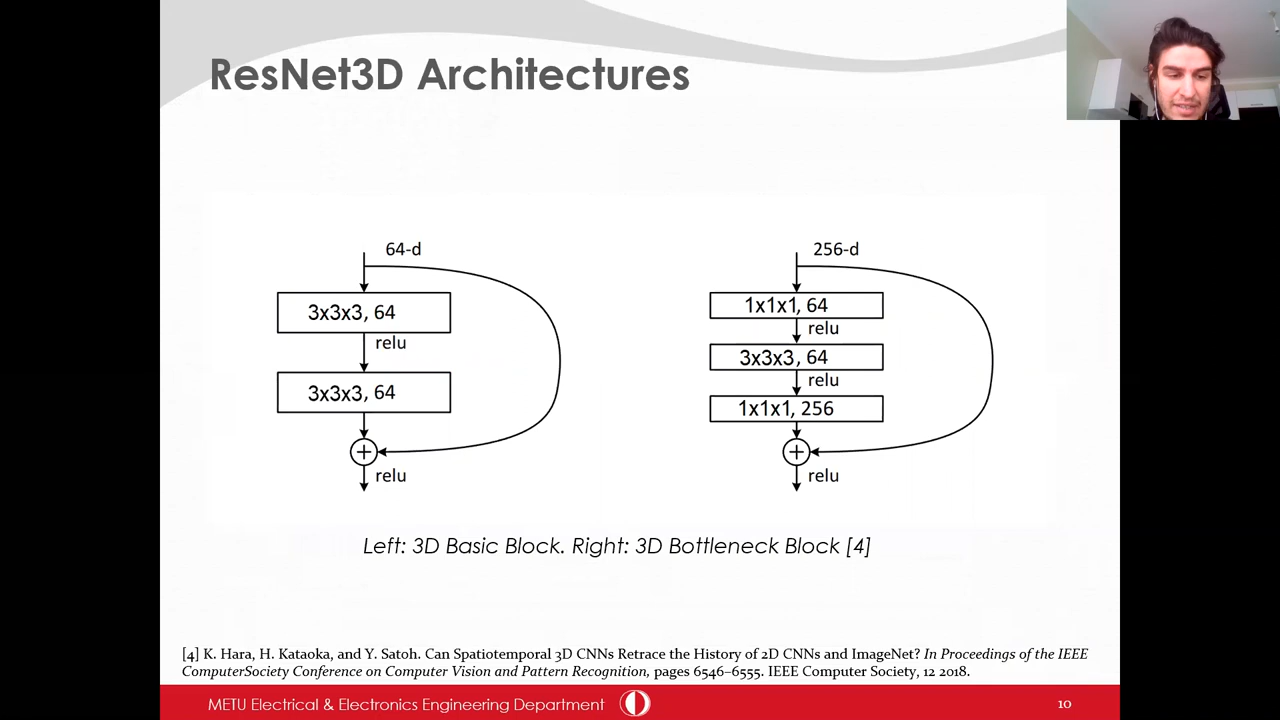 ResNet3D Architectures
64-d
3x3x3, 64
relu
3x3x3, 64
relu
256-d
1x1x1, 64
relu
3x3x3, 64
relu
1x1x1, 256
relu
Left: 3D Basic Block. Right: 3D Bottleneck Block [4]
[4] K. Hara, H. Kataoka, and Y. Satoh. Can Spatiotemporal 3D CNNs Retrace the History of 2D CNNs and ImageNet? In Proceedings of the IEEE
ComputerSociety Conference on Computer Vision and Pattern Recognition, pages 6546–6555. IEEE Computer Society, 12 2018.
METU Electrical & Electronics Engineering Department
10